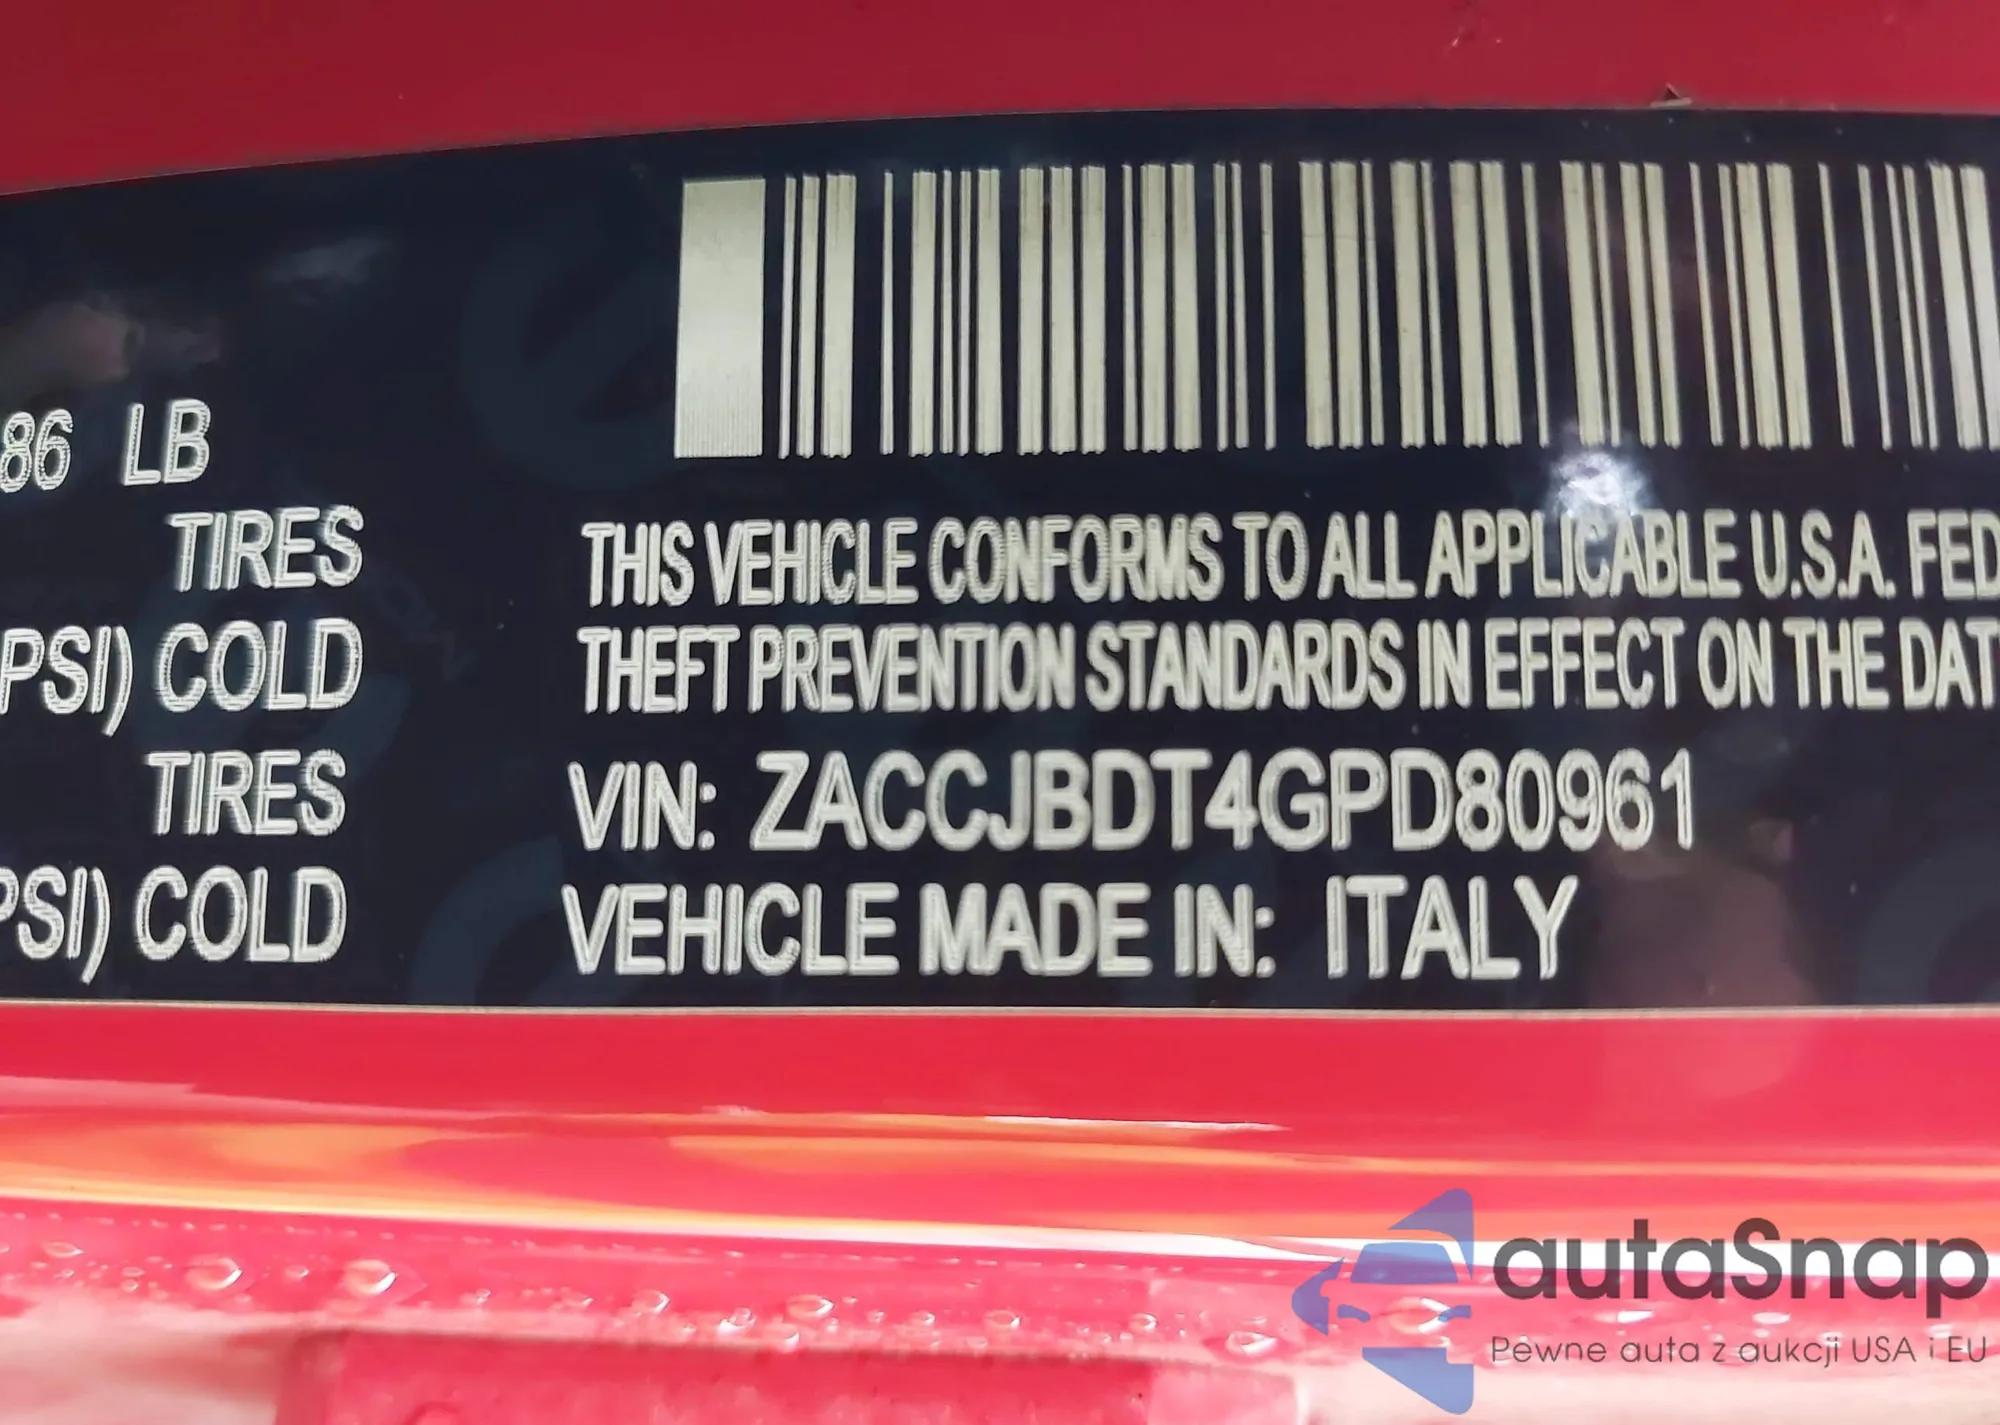 86 LB
TIRES
PSI) COLD
TIRES
PSI) COLD
THIS VEHICLE CONFORMS TO ALL APPLICABLE U.S.A. FED
THEFT PREVENTION STANDARDS IN EFFECT ON THE DAT
VIN: ZACCJBDT4GPD80961
VEHICLE MADE IN: ITALY
autaSnap
Pewne auta z aukcji USA i EU